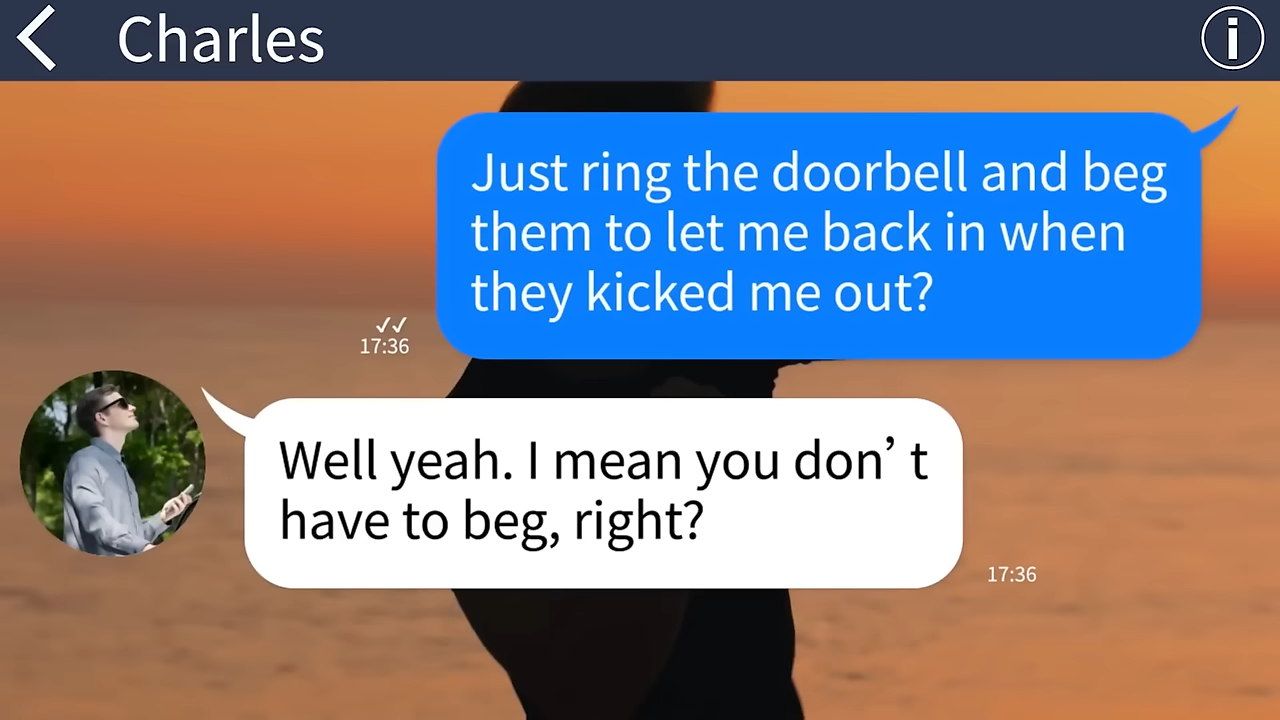 Charles
Just ring the doorbell and beg
them to let me back in when
they kicked me out?
17:36
Well yeah. I mean you don’ t
have to beg, right?
17:36